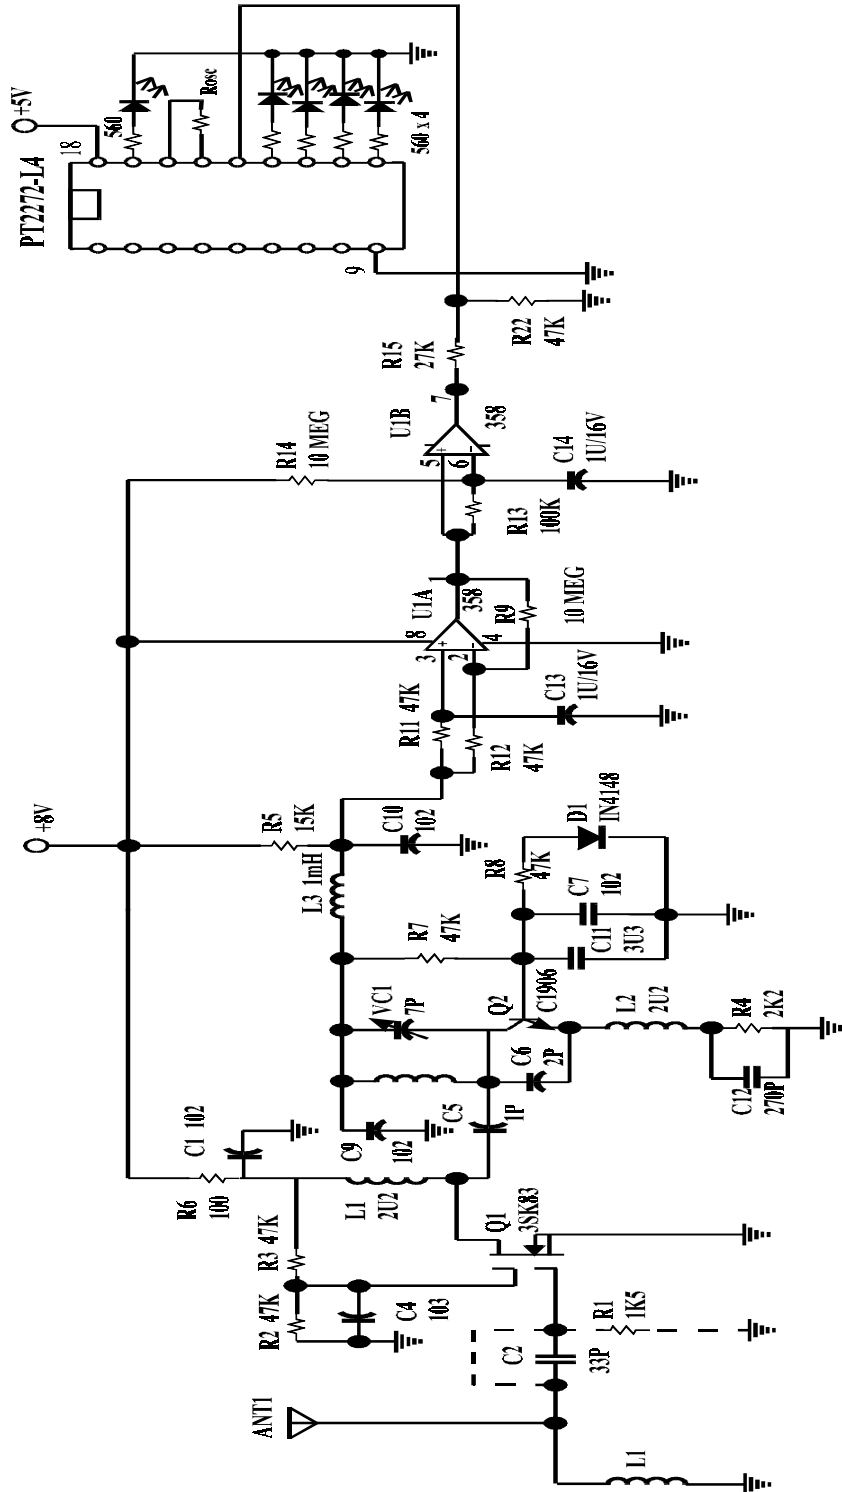 ANT1
L1
C2
33P
R1
1K5
R2 47K
R3 47K
C4
103
Q1
3SK83
R6
100
C1 102
L1
2U2
C9
102
C5
1P
C6
2P
VC1
7P
Q2
C1906
L2
2U2
C12
270P
R4
2K2
R7
47K
C11
3U3
C7
102
R8
47K
D1
IN4148
L3 1mH
R5
15K
C10
102
+8V
R11 47K
R12
47K
C13
1U/16V
3
2
8
4
U1A
358
R9
10 MEG
R13
100K
R14
10 MEG
C14
1U/16V
5
6
7
U1B
358
R15
27K
R22
47K
PT2272-L4
18
9
+5V
560
Rosc
560 x 4